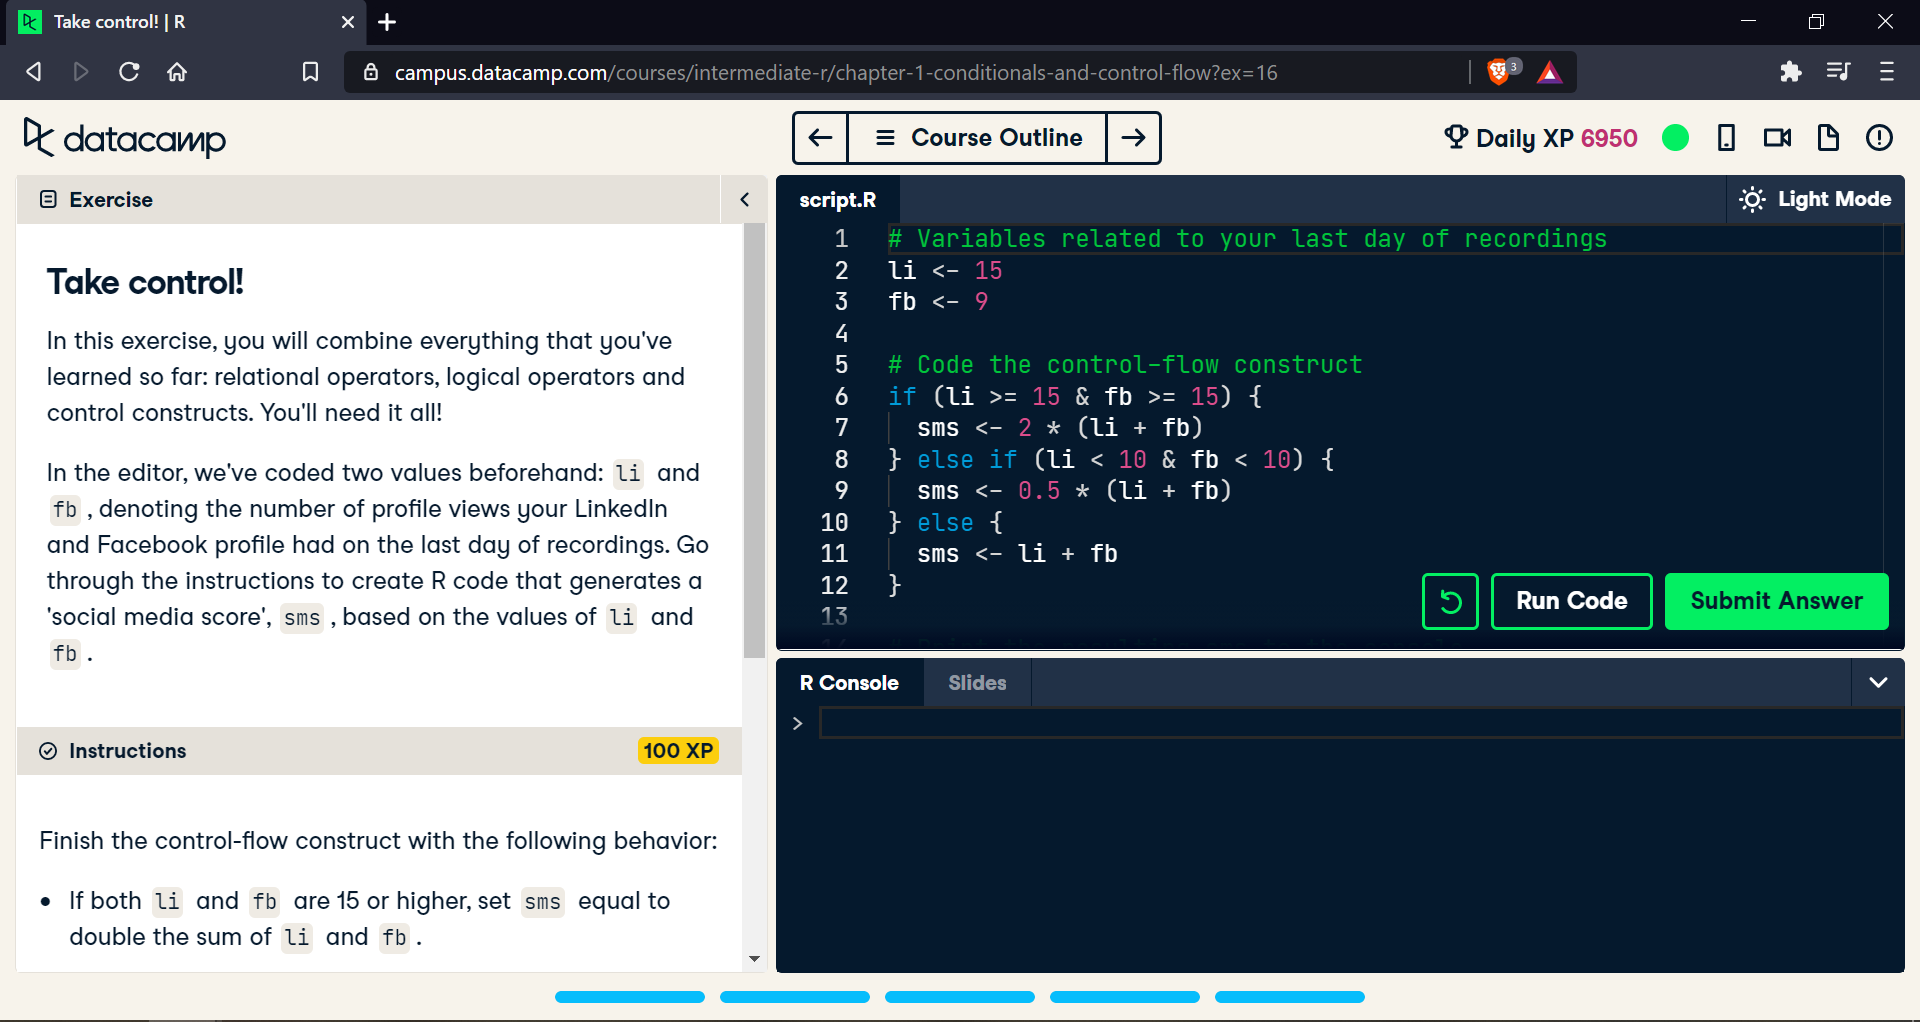 Take control! | R
campus.datacamp.com/courses/intermediate-r/chapter-1-conditionals-and-control-flow?ex=16
3
datacamp
Course Outline
Daily XP 6950
Exercise
Take control!
In this exercise, you will combine everything that you've
learned so far: relational operators, logical operators and
control constructs. You'll need it all!
In the editor, we've coded two values beforehand: li and
fb , denoting the number of profile views your LinkedIn
and Facebook profile had on the last day of recordings. Go
through the instructions to create R code that generates a
'social media score', sms , based on the values of li and
fb .
Instructions
100 XP
Finish the control-flow construct with the following behavior:
• If both li and fb are 15 or higher, set sms equal to
double the sum of li and fb .
script.R
Light Mode
1 # Variables related to your last day of recordings
2 li <- 15
3 fb <- 9
4
5 # Code the control-flow construct
6 if (li >= 15 & fb >= 15) {
7 sms <- 2 * (li + fb)
8 } else if (li < 10 & fb < 10) {
9 sms <- 0.5 * (li + fb)
10 } else {
11 sms <- li + fb
12 }
13
Run Code
Submit Answer
R Console
Slides
>